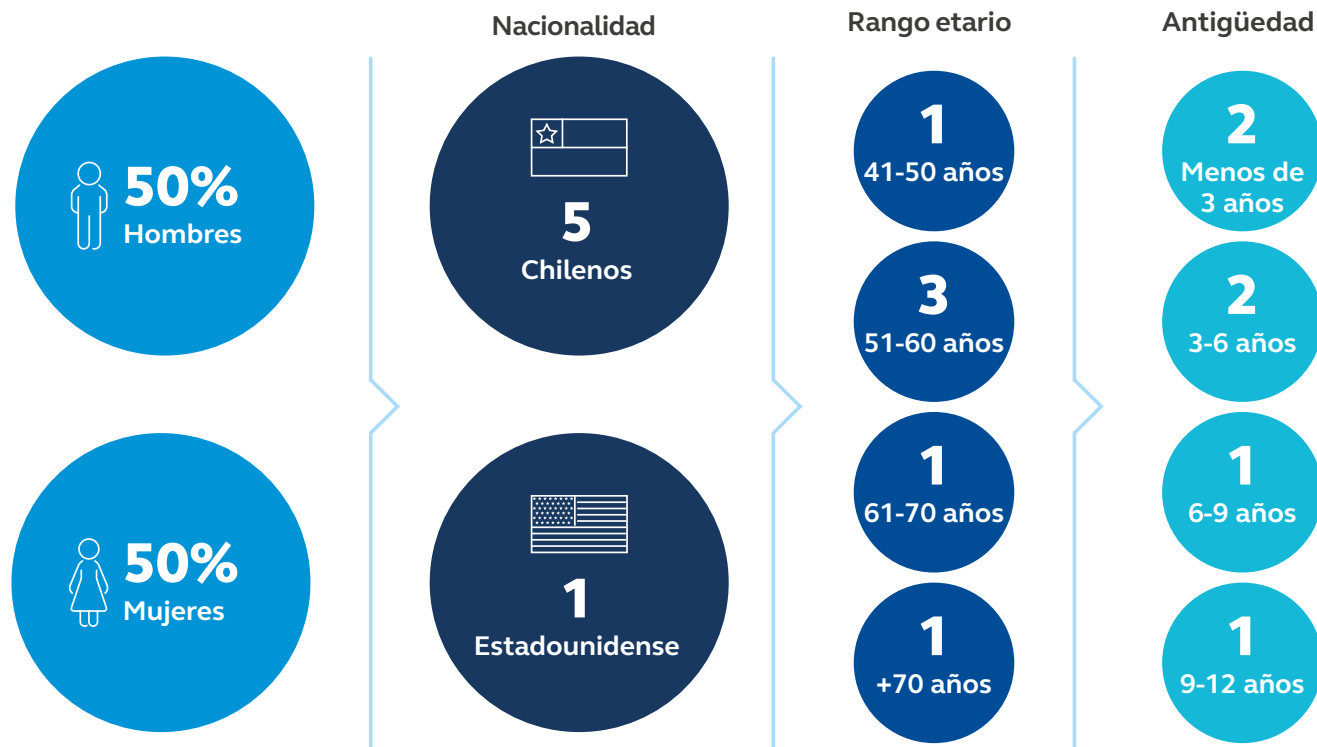 50%
Hombres
50%
Mujeres
Nacionalidad
5
Chilenos
1
Estadounidense
Rango etario
1
41-50 años
3
51-60 años
1
61-70 años
1
+70 años
Antigüedad
2
Menos de
3 años
2
3-6 años
1
6-9 años
1
9-12 años